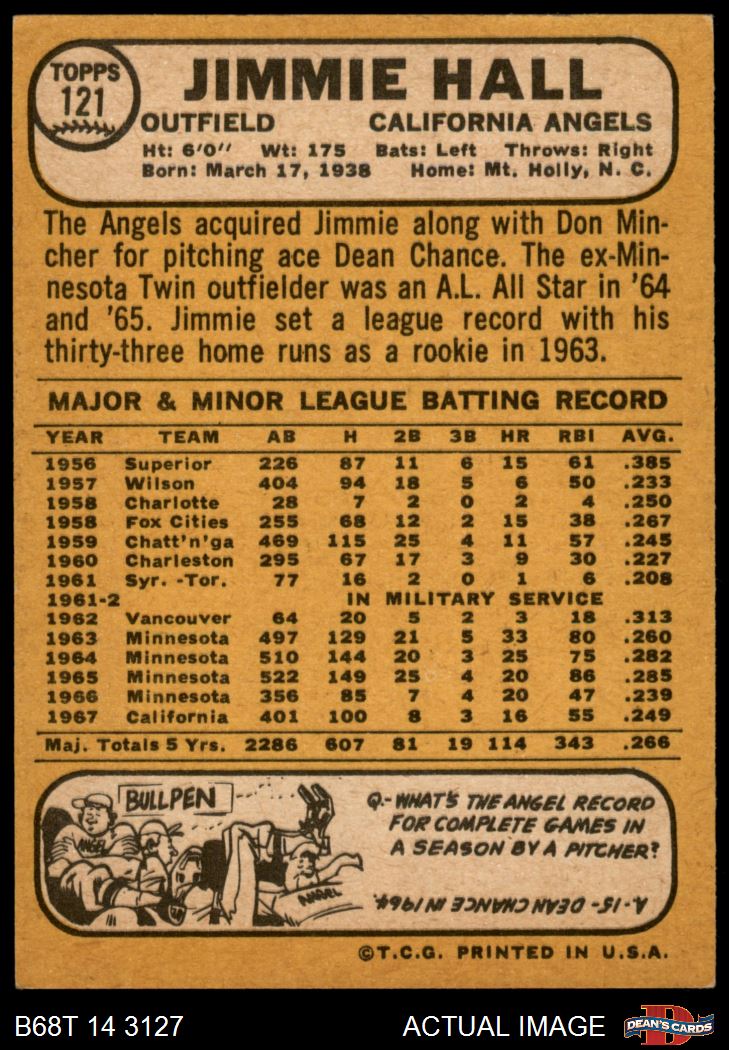 TOPPS
121
JIMMIE HALL
OUTFIELD CALIFORNIA ANGELS
Ht: 6'0" Wt: 175 Bats: Left Throws: Right
Born: March 17, 1938 Home: Mt. Holly, N. C.
The Angels acquired Jimmie along with Don Min-
cher for pitching ace Dean Chance. The ex-Min-
nesota Twin outfielder was an A.L. All Star in '64
and '65. Jimmie set a league record with his
thirty-three home runs as a rookie in 1963.
MAJOR & MINOR LEAGUE BATTING RECORD
YEAR TEAM AB H 2B 3B HR RBI AVG.
1956 Superior 226 87 11 6 15 61 .385
1957 Wilson 404 94 18 5 6 50 .233
1958 Charlotte 28 7 2 0 2 4 .250
1958 Fox Cities 255 68 12 2 15 38 .267
1959 Chatt'n'ga 469 115 25 4 11 57 .245
1960 Charleston 295 67 17 3 9 30 .227
1961 Syr. -Tor. 77 16 2 0 1 6 .208
1961-2 IN MILITARY SERVICE
1962 Vancouver 64 20 5 2 3 18 .313
1963 Minnesota 497 129 21 5 33 80 .260
1964 Minnesota 510 144 20 3 25 75 .282
1965 Minnesota 522 149 25 4 20 86 .285
1966 Minnesota 356 85 7 4 20 47 .239
1967 California 401 100 8 3 16 55 .249
Maj. Totals 5 Yrs. 2286 607 81 19 114 343 .266
BULLPEN
ANGEL
ANGEL
Q.-WHAT'S THE ANGEL RECORD
FOR COMPLETE GAMES IN
A SEASON BY A PITCHER?
A.-15-DEAN CHANCE IN 1964.
©T.C.G. PRINTED IN U.S.A.
B68T 14 3127 ACTUAL IMAGE
D
DEAN'S CARDS